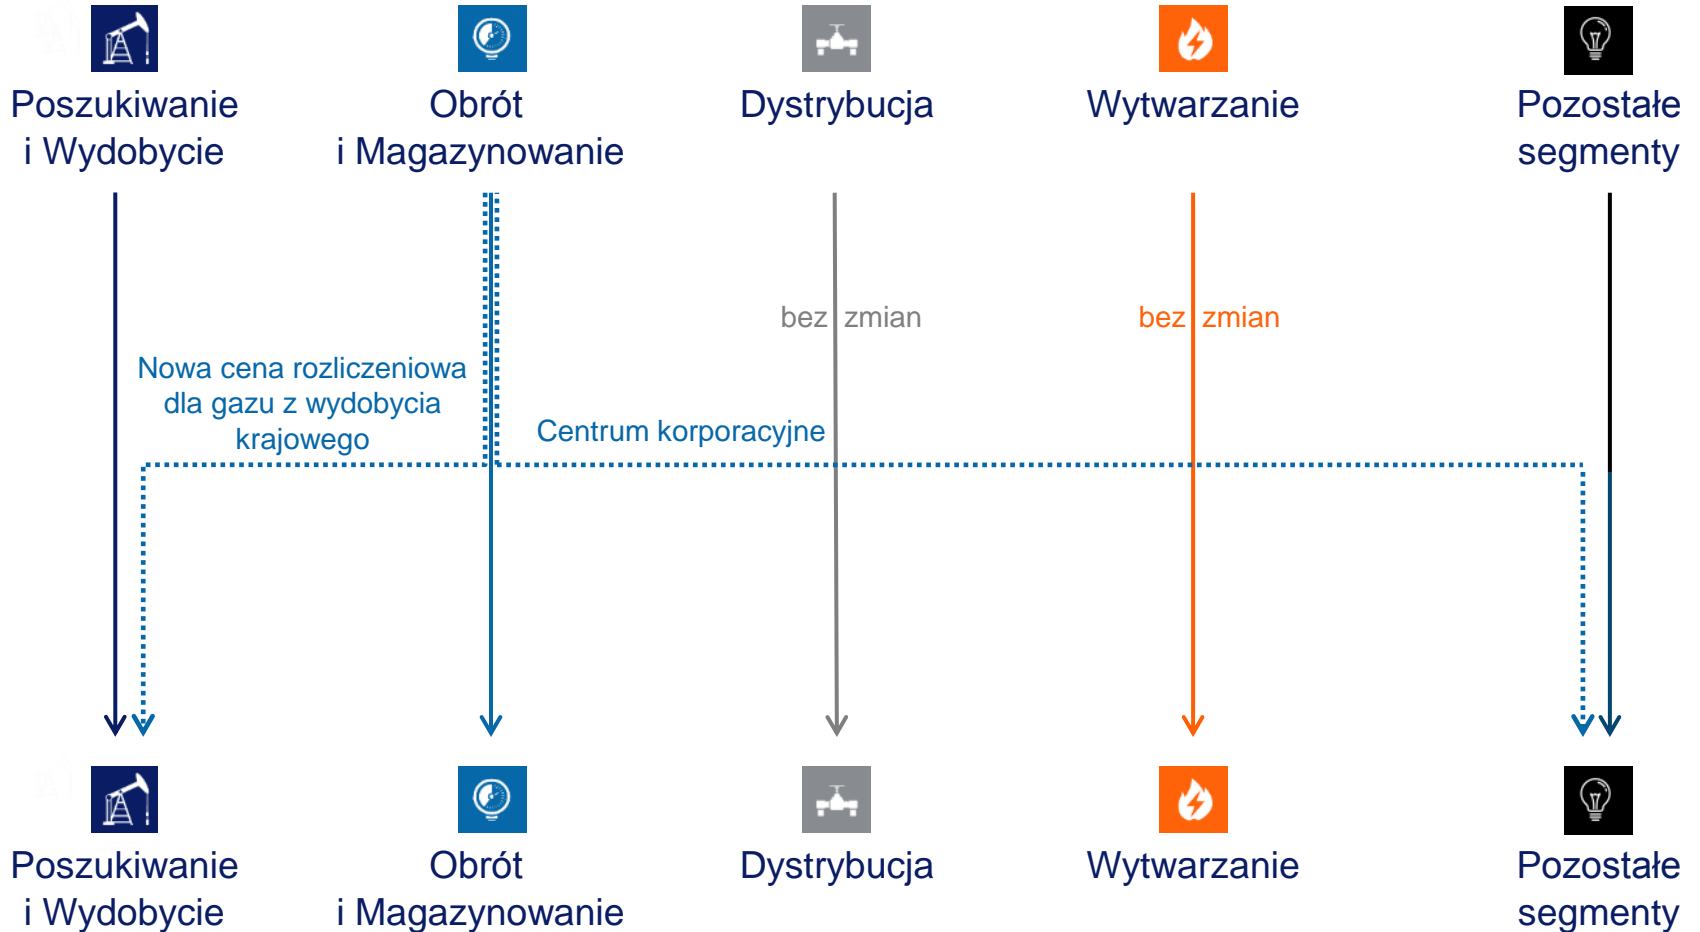 Poszukiwanie
i Wydobycie
Obrót
i Magazynowanie
Dystrybucja
Wytwarzanie
Pozostałe
segmenty
bez zmian
bez zmian
Nowa cena rozliczeniowa
dla gazu z wydobycia
krajowego
Centrum korporacyjne
Poszukiwanie
i Wydobycie
Obrót
i Magazynowanie
Dystrybucja
Wytwarzanie
Pozostałe
segmenty